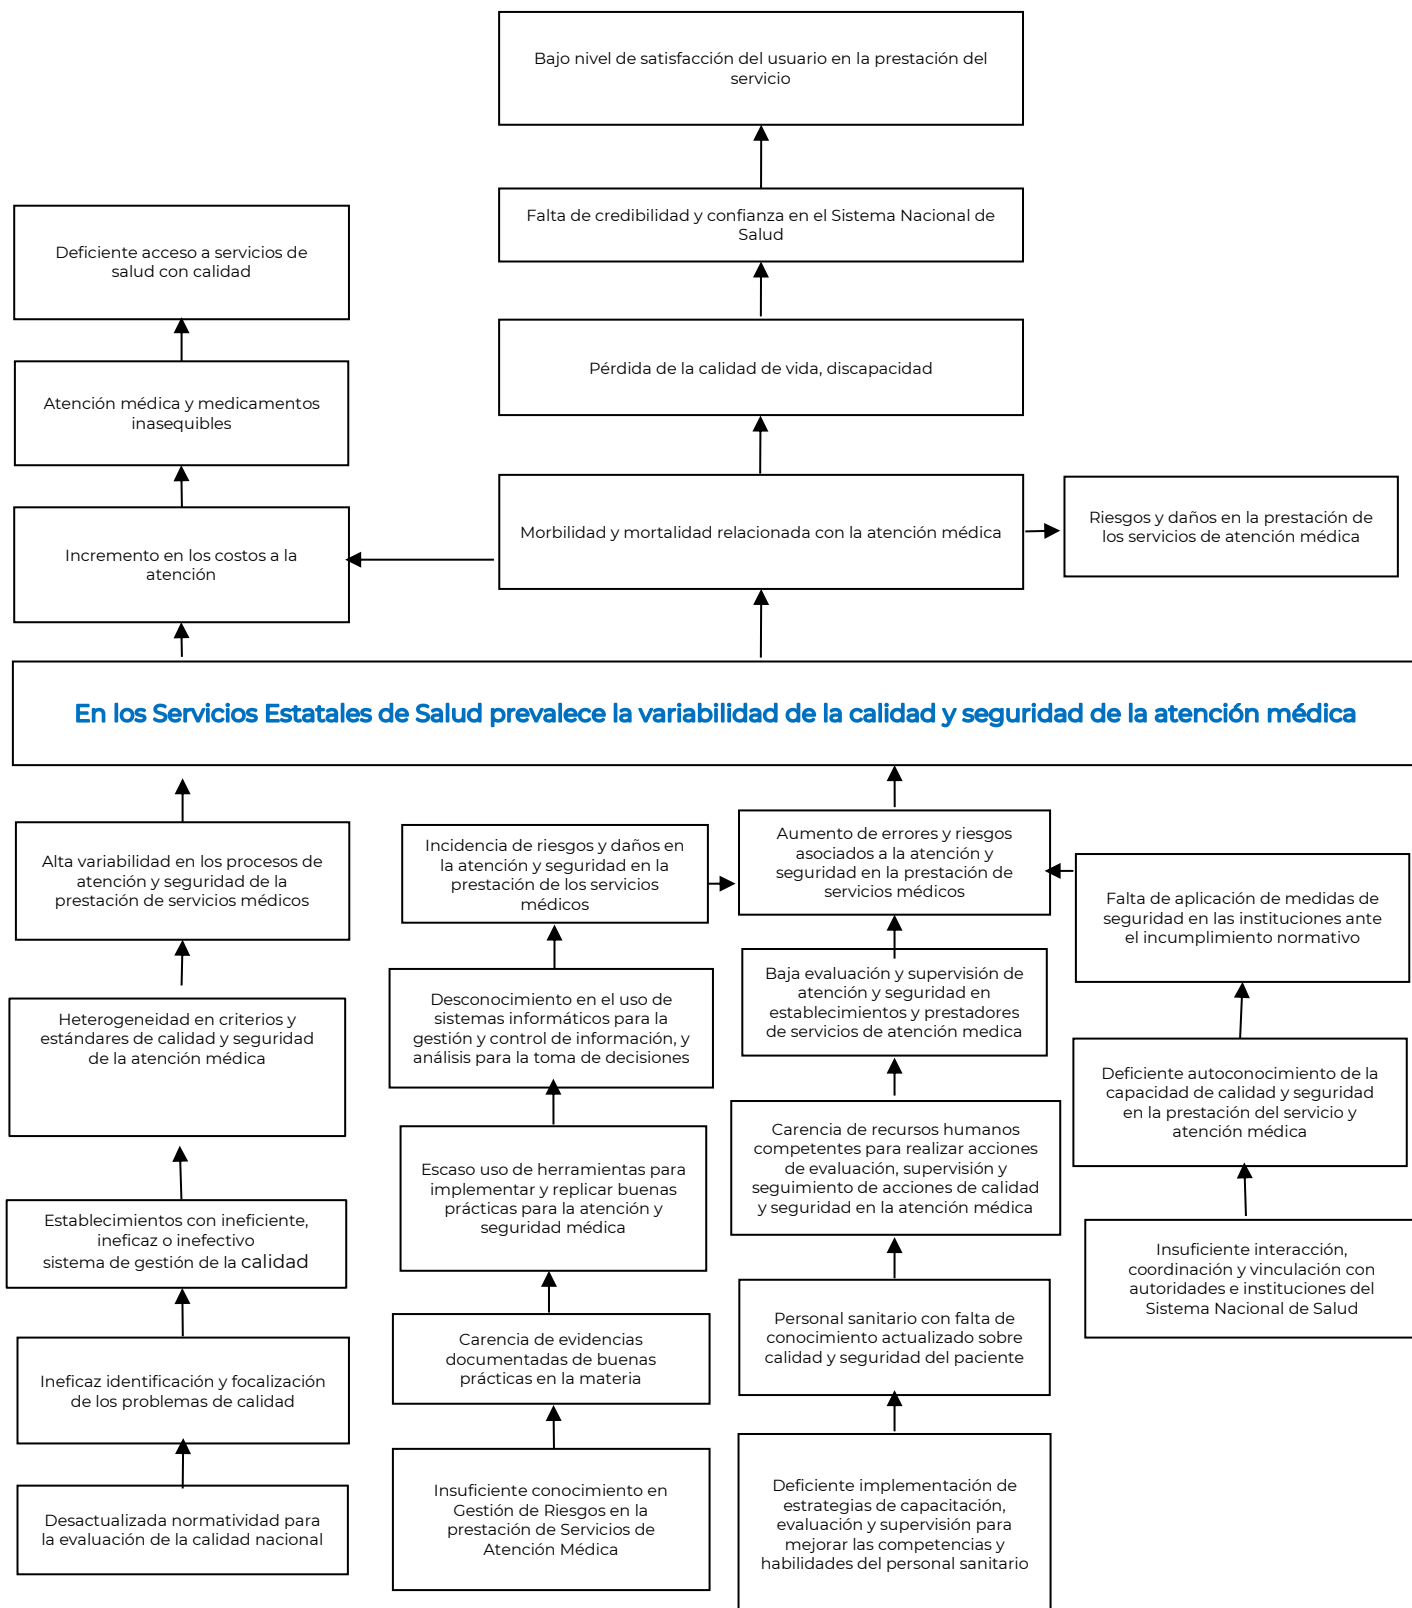 Bajo nivel de satisfacción del usuario en la prestación del
servicio
Falta de credibilidad y confianza en el Sistema Nacional de
Salud
Deficiente acceso a servicios de
salud con calidad
Pérdida de la calidad de vida, discapacidad
Atención médica y medicamentos
inasequibles
Morbilidad y mortalidad relacionada con la atención médica
Riesgos y daños en la prestación de
los servicios de atención médica
Incremento en los costos a la
atención
En los Servicios Estatales de Salud prevalece la variabilidad de la calidad y seguridad de la atención médica
Alta variabilidad en los procesos de
atención y seguridad de la
prestación de servicios médicos
Heterogeneidad en criterios y
estándares de calidad y seguridad
de la atención médica
Establecimientos con ineficiente,
ineficaz o inefectivo
sistema de gestión de la calidad
Ineficaz identificación y focalización
de los problemas de calidad
Desactualizada normatividad para
la evaluación de la calidad nacional
Incidencia de riesgos y daños en
la atención y seguridad en la
prestación de los servicios
médicos
Desconocimiento en el uso de
sistemas informáticos para la
gestión y control de información, y
análisis para la toma de decisiones
Escaso uso de herramientas para
implementar y replicar buenas
prácticas para la atención y
seguridad médica
Carencia de evidencias
documentadas de buenas
prácticas en la materia
Insuficiente conocimiento en
Gestión de Riesgos en la
prestación de Servicios de
Atención Médica
Aumento de errores y riesgos
asociados a la atención y
seguridad en la prestación de
servicios médicos
Baja evaluación y supervisión de
atención y seguridad en
establecimientos y prestadores
de servicios de atención medica
Carencia de recursos humanos
competentes para realizar acciones
de evaluación, supervisión y
seguimiento de acciones de calidad
y seguridad en la atención médica
Personal sanitario con falta de
conocimiento actualizado sobre
calidad y seguridad del paciente
Deficiente implementación de
estrategias de capacitación,
evaluación y supervisión para
mejorar las competencias y
habilidades del personal sanitario
Falta de aplicación de medidas de
seguridad en las instituciones ante
el incumplimiento normativo
Deficiente autoconocimiento de la
capacidad de calidad y seguridad
en la prestación del servicio y
atención médica
Insuficiente interacción,
coordinación y vinculación con
autoridades e instituciones del
Sistema Nacional de Salud